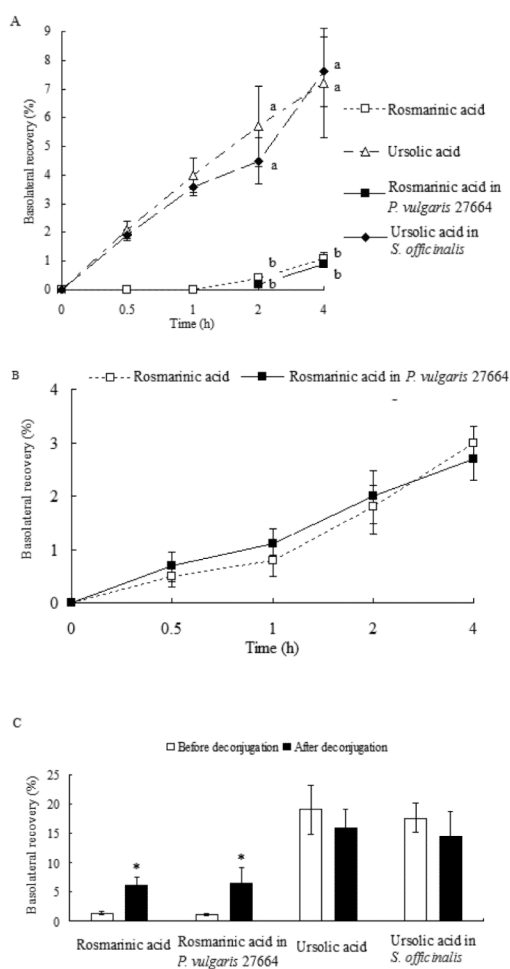 A
9
8
7
6
5
4
3
2
1
0
Basolateral recovery (%)
a
a
a
a
b
b
b
b
0 0.5 1 2 4
Time (h)
Rosmarinic acid
Ursolic acid
Rosmarinic acid in
P. vulgaris 27664
Ursolic acid in
S. officinalis
B
Rosmarinic acid Rosmarinic acid in P. vulgaris 27664
4
3
2
1
0
Basolateral recovery (%)
0 0.5 1 2 4
Time (h)
C
Before deconjugation After deconjugation
25
20
15
10
5
0
Basolateral recovery (%)
* *
Rosmarinic acid
Rosmarinic acid in
P. vulgaris 27664
Ursolic acid
Ursolic acid in
S. officinalis